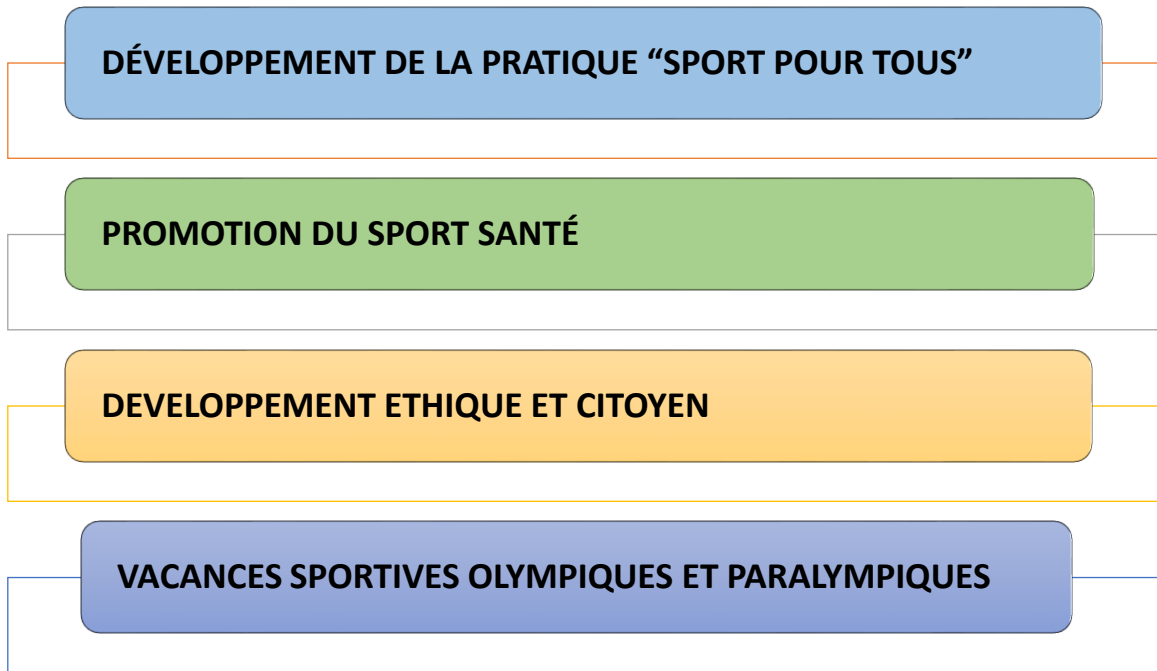 DÉVELOPPEMENT DE LA PRATIQUE “SPORT POUR TOUS”
PROMOTION DU SPORT SANTÉ
DEVELOPPEMENT ETHIQUE ET CITOYEN
VACANCES SPORTIVES OLYMPIQUES ET PARALYMPIQUES